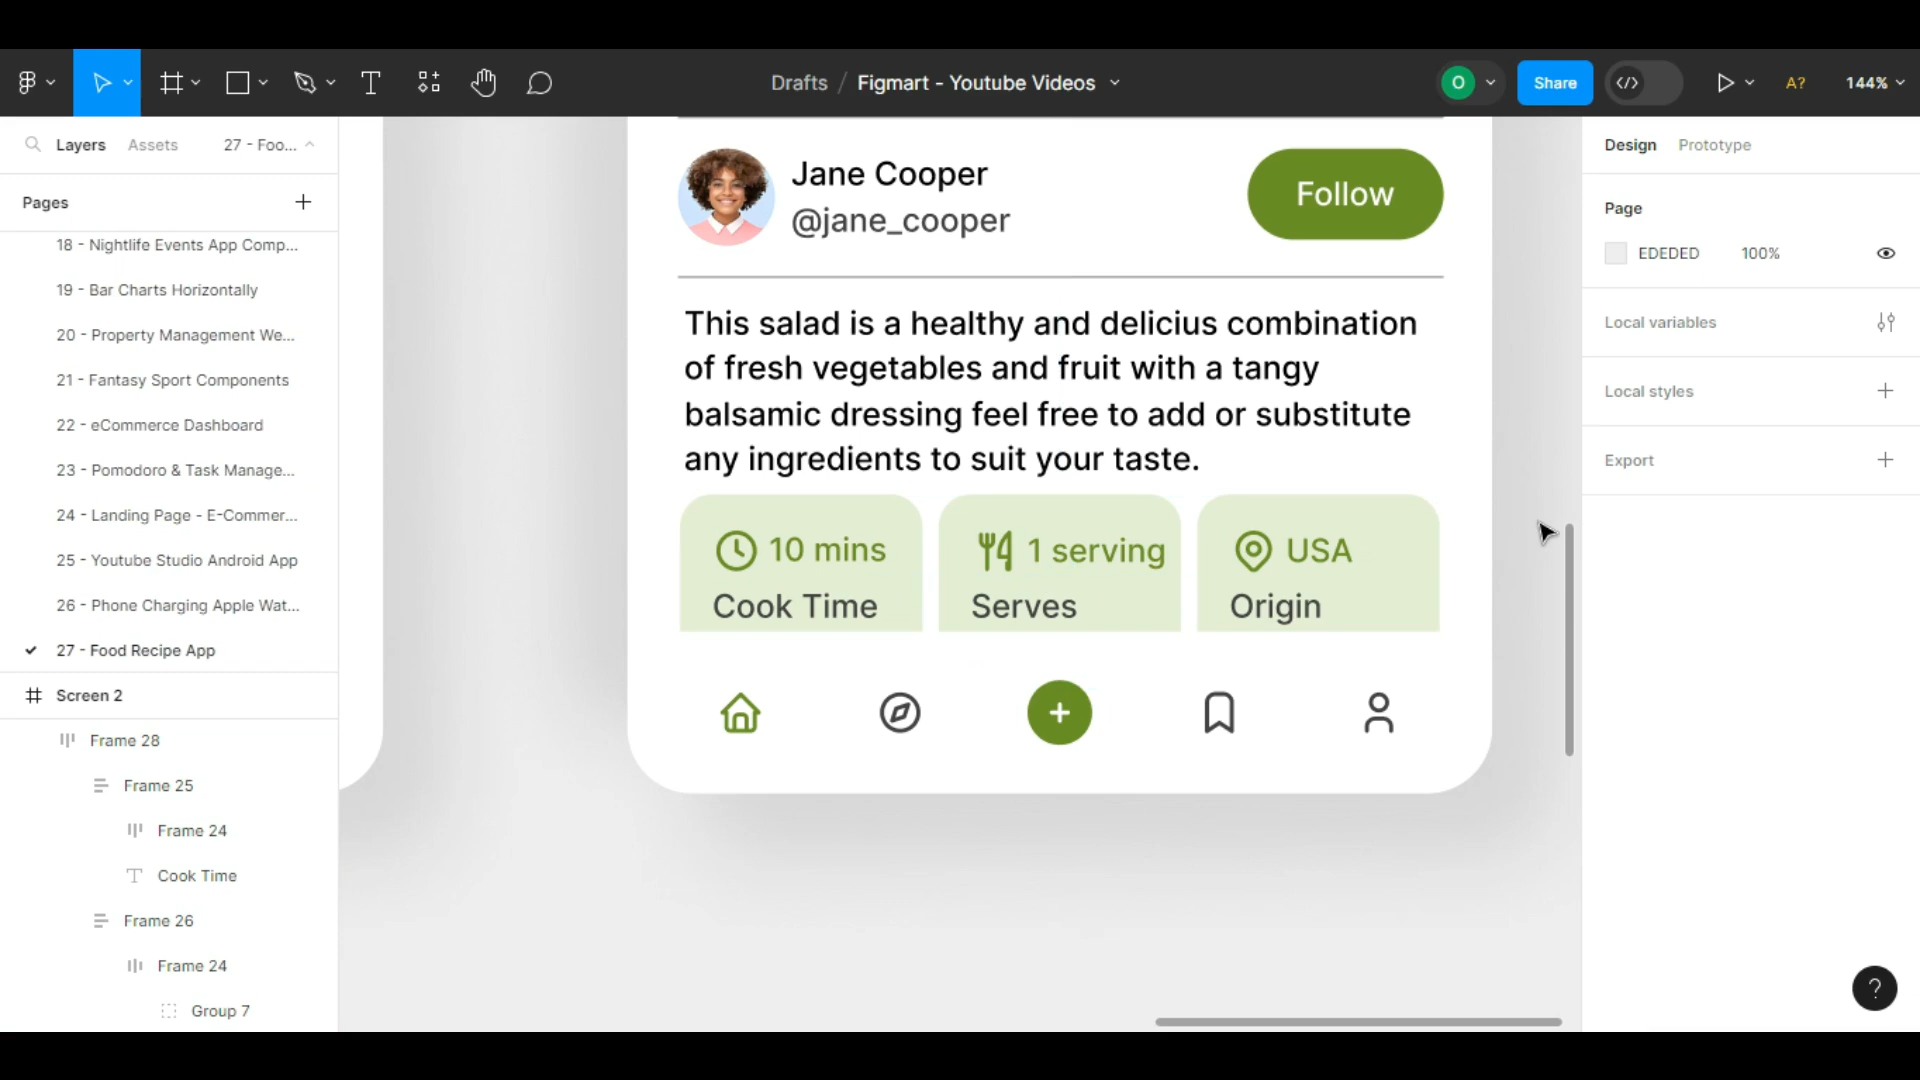 Drafts / Figmart - Youtube Videos
O
Share
A?
144%
Layers
Assets
27 - Foo...
Pages
18 - Nightlife Events App Comp...
19 - Bar Charts Horizontally
20 - Property Management We...
21 - Fantasy Sport Components
22 - eCommerce Dashboard
23 - Pomodoro & Task Manage...
24 - Landing Page - E-Commer...
25 - Youtube Studio Android App
26 - Phone Charging Apple Wat...
27 - Food Recipe App
Screen 2
Frame 28
Frame 25
Frame 24
Cook Time
Frame 26
Frame 24
Group 7
Jane Cooper
@jane_cooper
Follow
This salad is a healthy and delicius combination
of fresh vegetables and fruit with a tangy
balsamic dressing feel free to add or substitute
any ingredients to suit your taste.
10 mins
Cook Time
1 serving
Serves
USA
Origin
Design
Prototype
Page
EDEDED
100%
Local variables
Local styles
Export
?